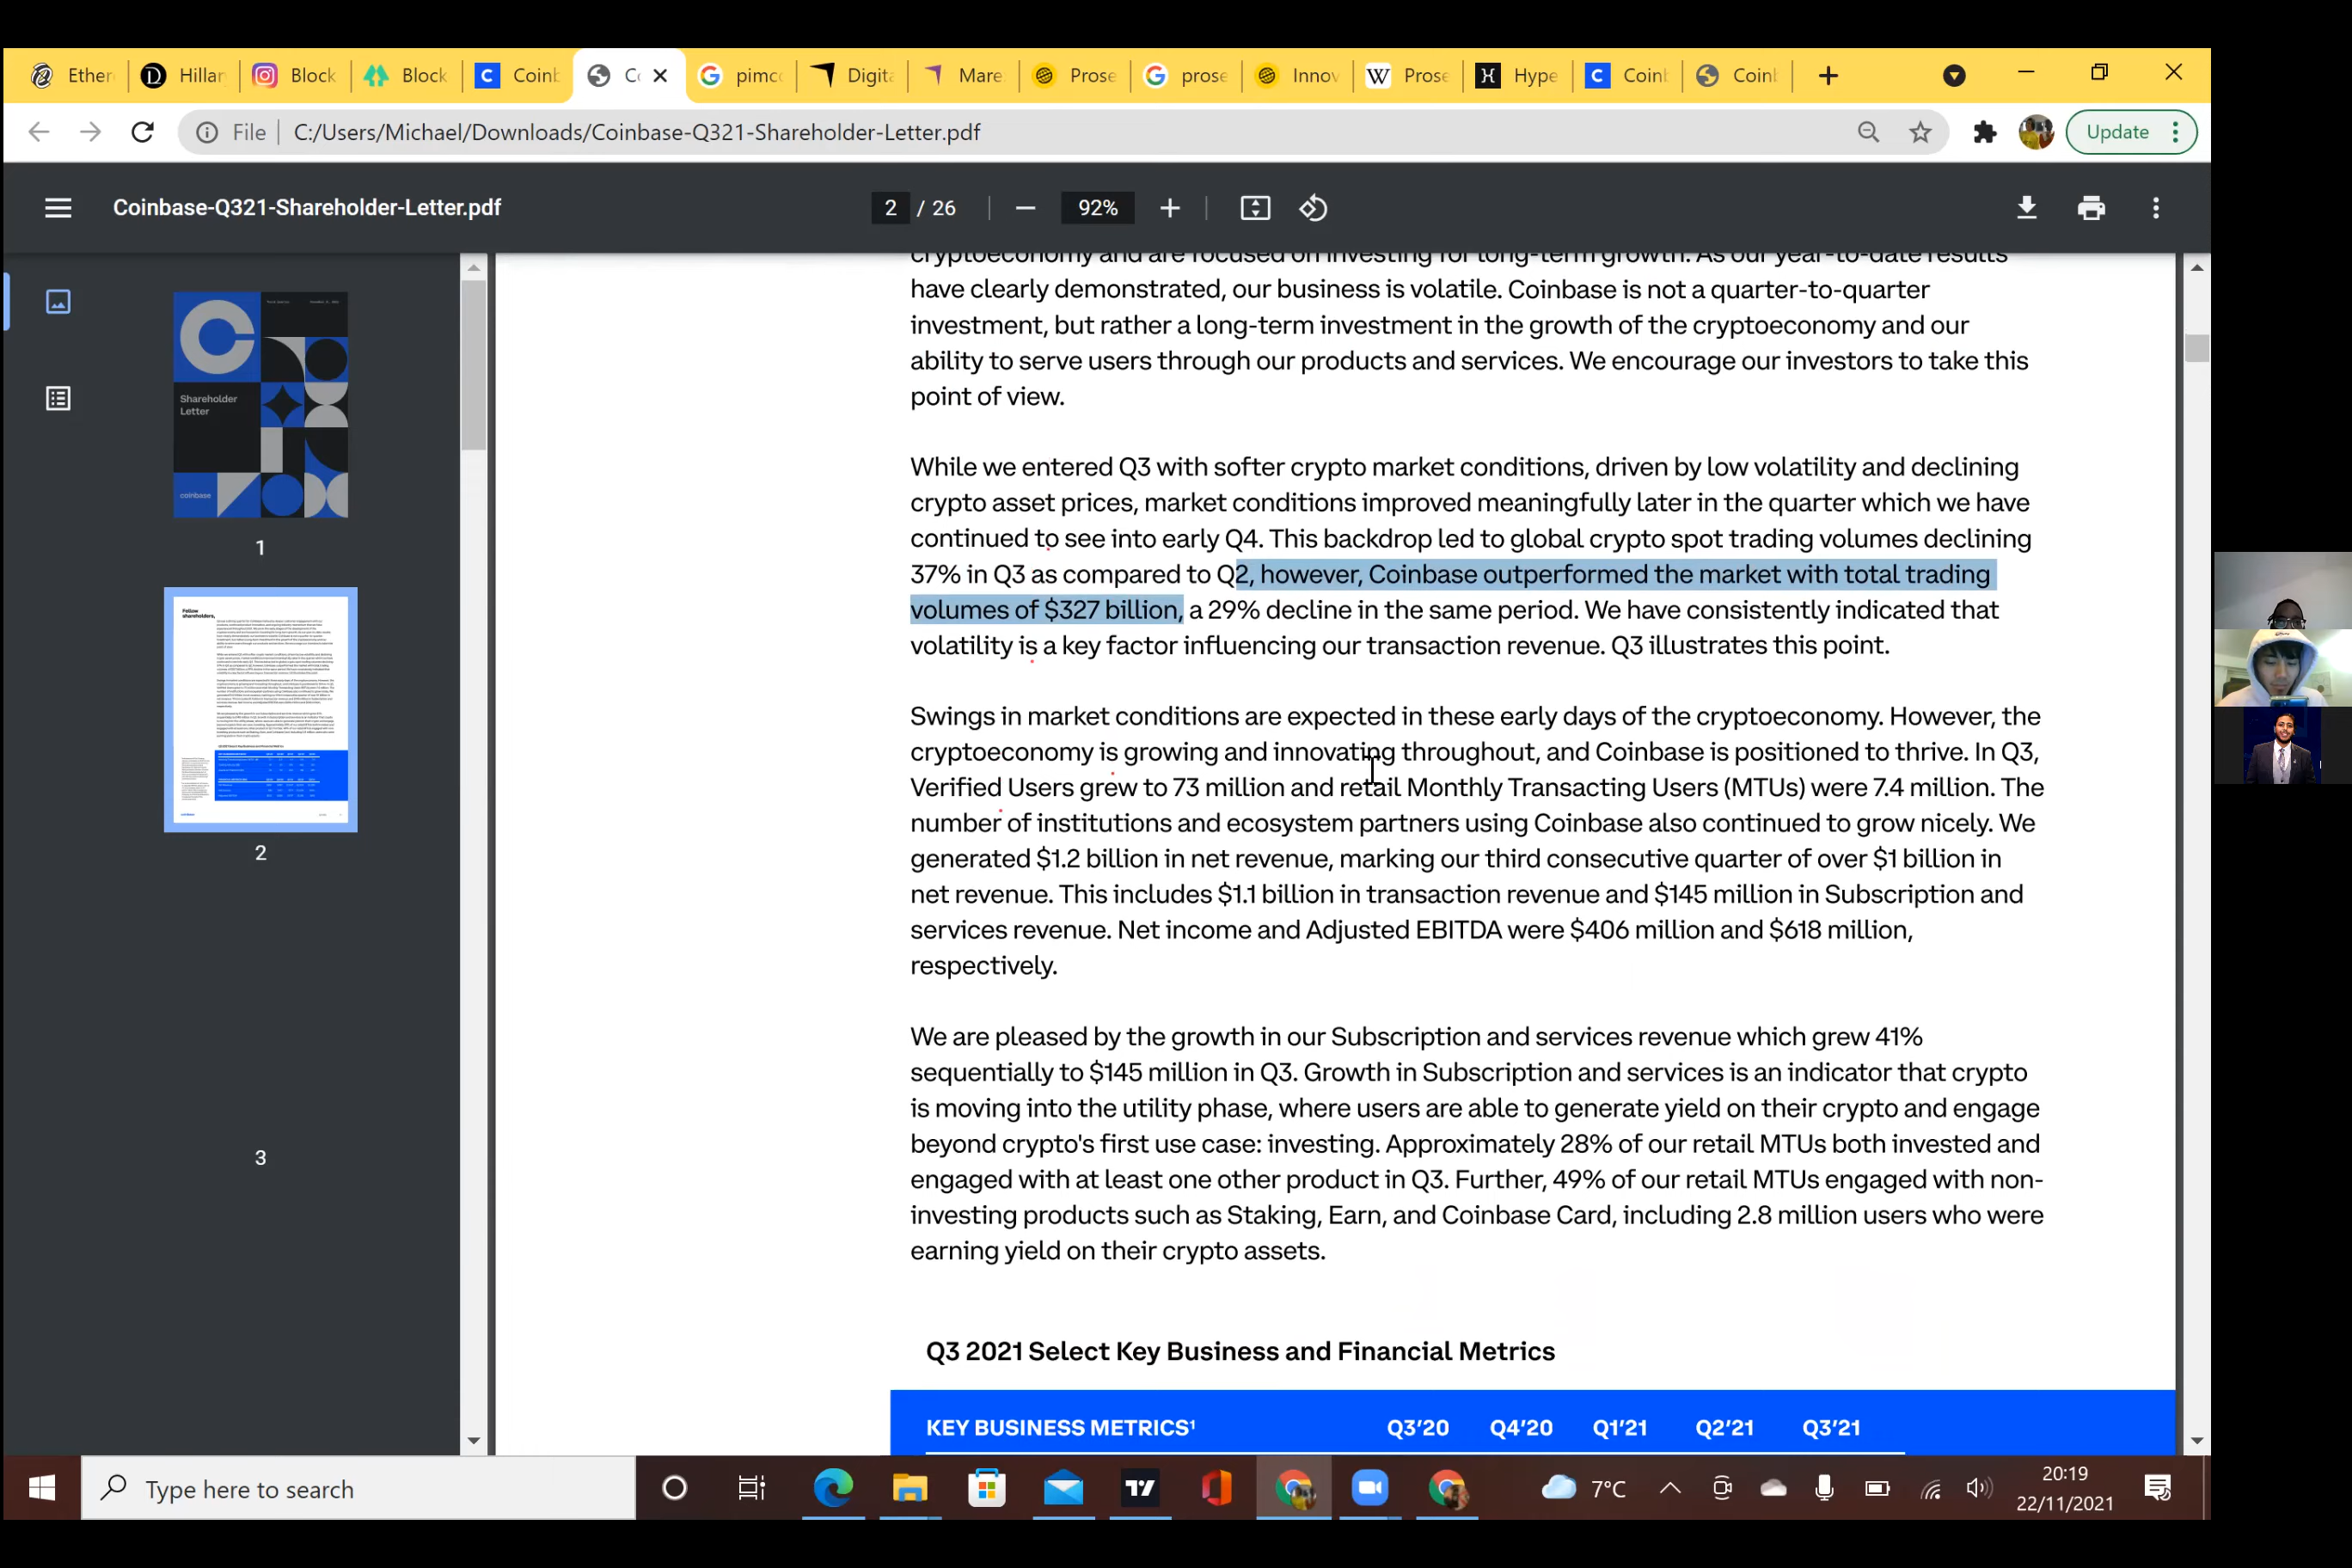 Ether
Hillar
Block
Block
Coinb
Co
pimco
Digita
Mare
Prose
prose
Innov
Prose
Hype
Coinb
Coinb
File
C:/Users/Michael/Downloads/Coinbase-Q321-Shareholder-Letter.pdf
Update
Coinbase-Q321-Shareholder-Letter.pdf
2 / 26
92%
Shareholder
Letter
coinbase
1
Fellow
shareholders,
2
3
cryptoeconomy and are focused on investing for long-term growth. As our year-to-date results
have clearly demonstrated, our business is volatile. Coinbase is not a quarter-to-quarter
investment, but rather a long-term investment in the growth of the cryptoeconomy and our
ability to serve users through our products and services. We encourage our investors to take this
point of view.
While we entered Q3 with softer crypto market conditions, driven by low volatility and declining
crypto asset prices, market conditions improved meaningfully later in the quarter which we have
continued to see into early Q4. This backdrop led to global crypto spot trading volumes declining
37% in Q3 as compared to Q2, however, Coinbase outperformed the market with total trading
volumes of $327 billion, a 29% decline in the same period. We have consistently indicated that
volatility is a key factor influencing our transaction revenue. Q3 illustrates this point.
Swings in market conditions are expected in these early days of the cryptoeconomy. However, the
cryptoeconomy is growing and innovating throughout, and Coinbase is positioned to thrive. In Q3,
Verified Users grew to 73 million and retail Monthly Transacting Users (MTUs) were 7.4 million. The
number of institutions and ecosystem partners using Coinbase also continued to grow nicely. We
generated $1.2 billion in net revenue, marking our third consecutive quarter of over $1 billion in
net revenue. This includes $1.1 billion in transaction revenue and $145 million in Subscription and
services revenue. Net income and Adjusted EBITDA were $406 million and $618 million,
respectively.
We are pleased by the growth in our Subscription and services revenue which grew 41%
sequentially to $145 million in Q3. Growth in Subscription and services is an indicator that crypto
is moving into the utility phase, where users are able to generate yield on their crypto and engage
beyond crypto's first use case: investing. Approximately 28% of our retail MTUs both invested and
engaged with at least one other product in Q3. Further, 49% of our retail MTUs engaged with non-
investing products such as Staking, Earn, and Coinbase Card, including 2.8 million users who were
earning yield on their crypto assets.
Q3 2021 Select Key Business and Financial Metrics
KEY BUSINESS METRICS¹ Q3'20 Q4'20 Q1'21 Q2'21 Q3'21
Type here to search
7°C
20:19
22/11/2021